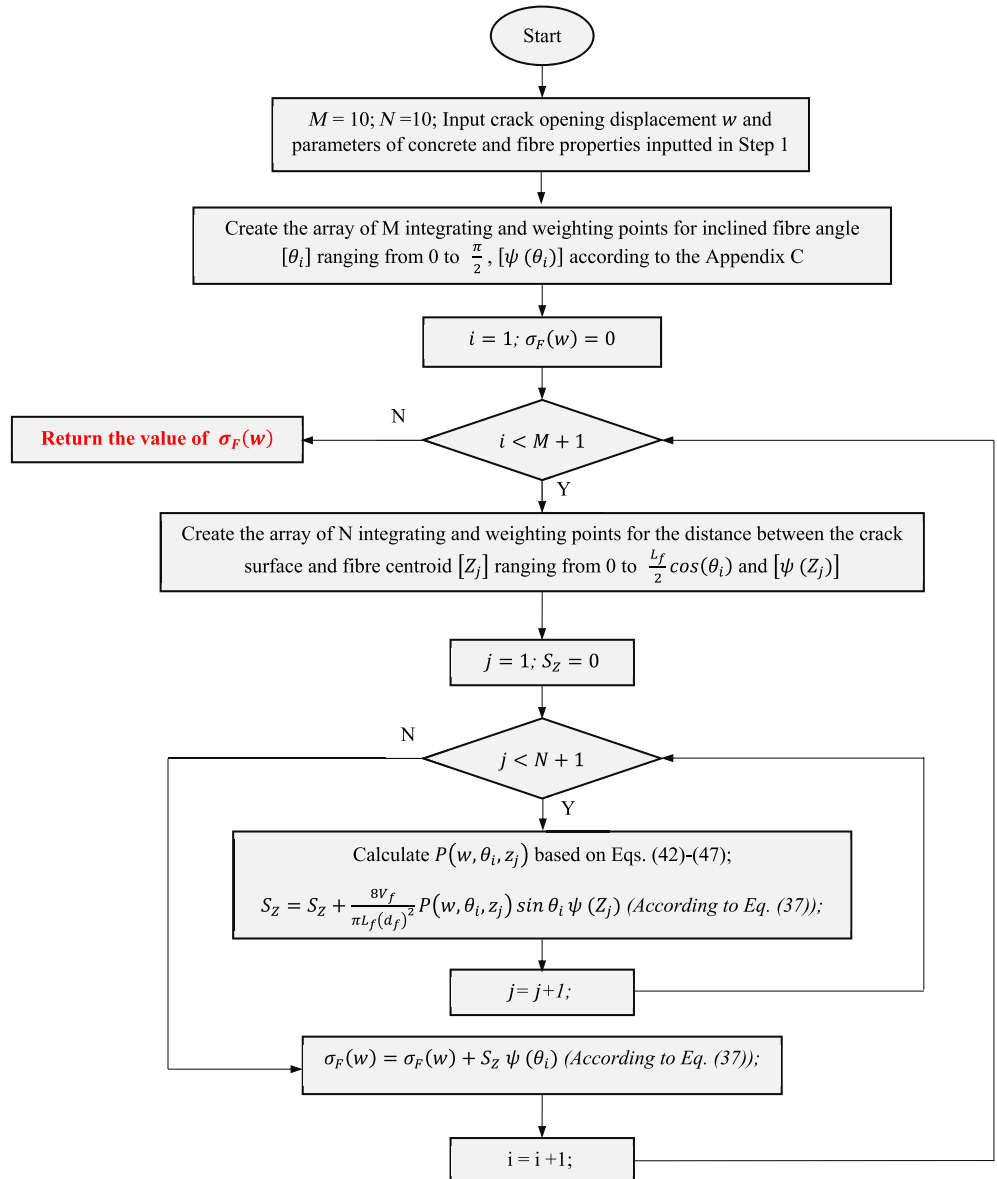 Start
M = 10; N =10; Input crack opening displacement w and
parameters of concrete and fibre properties inputted in Step 1
Create the array of M integrating and weighting points for inclined fibre angle
[θ_i] ranging from 0 to π/2 , [ψ (θ_i)] according to the Appendix C
i = 1; σ_F(w) = 0
N
i < M + 1
Return the value of σ_F(w)
Y
Create the array of N integrating and weighting points for the distance between the crack
surface and fibre centroid [Z_j] ranging from 0 to L_f/2 cos(θ_i) and [ψ (Z_j)]
j = 1; S_Z = 0
N
j < N + 1
Y
Calculate P(w, θ_i, z_j) based on Eqs. (42)-(47);
S_Z = S_Z + 8V_f/πL_f(d_f)^2 P(w, θ_i, z_j) sin θ_i ψ (Z_j) (According to Eq. (37));
j= j+1;
σ_F(w) = σ_F(w) + S_Z ψ (θ_i) (According to Eq. (37));
i = i +1;